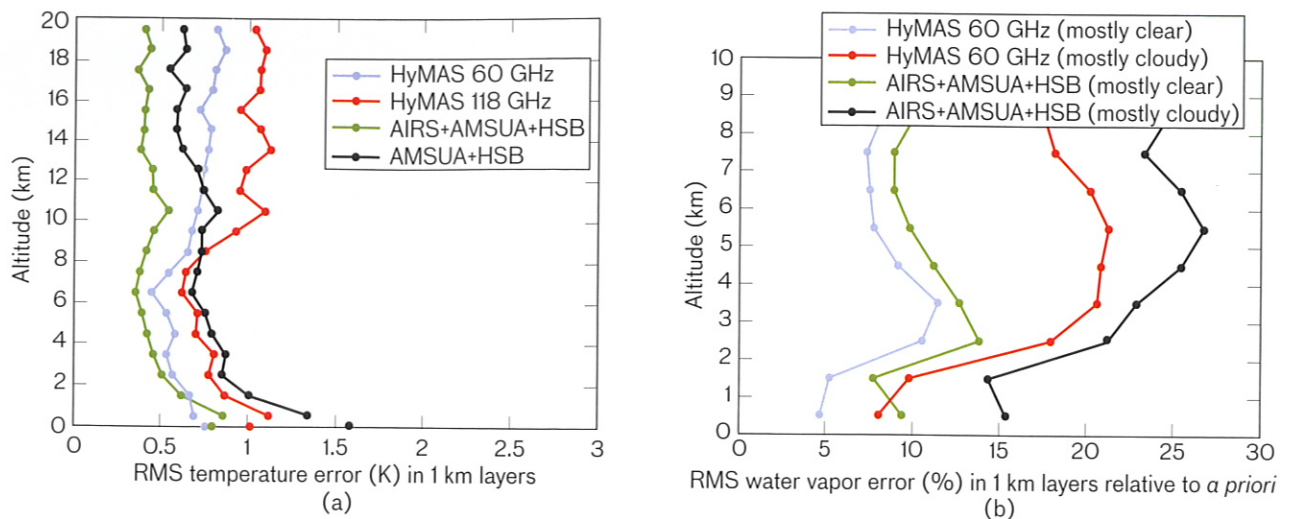 20
18
16
14
12
10
8
6
4
2
0
Altitude (km)
HyMAS 60 GHz
HyMAS 118 GHz
AIRS+AMSUA+HSB
AMSUA+HSB
0
0.5
1
1.5
2
2.5
3
RMS temperature error (K) in 1 km layers
(a)
HyMAS 60 GHz (mostly clear)
HyMAS 60 GHz (mostly cloudy)
AIRS+AMSUA+HSB (mostly clear)
AIRS+AMSUA+HSB (mostly cloudy)
10
9
8
7
6
5
4
3
2
1
0
Altitude (km)
0
5
10
15
20
25
30
RMS water vapor error (%) in 1 km layers relative to a priori
(b)